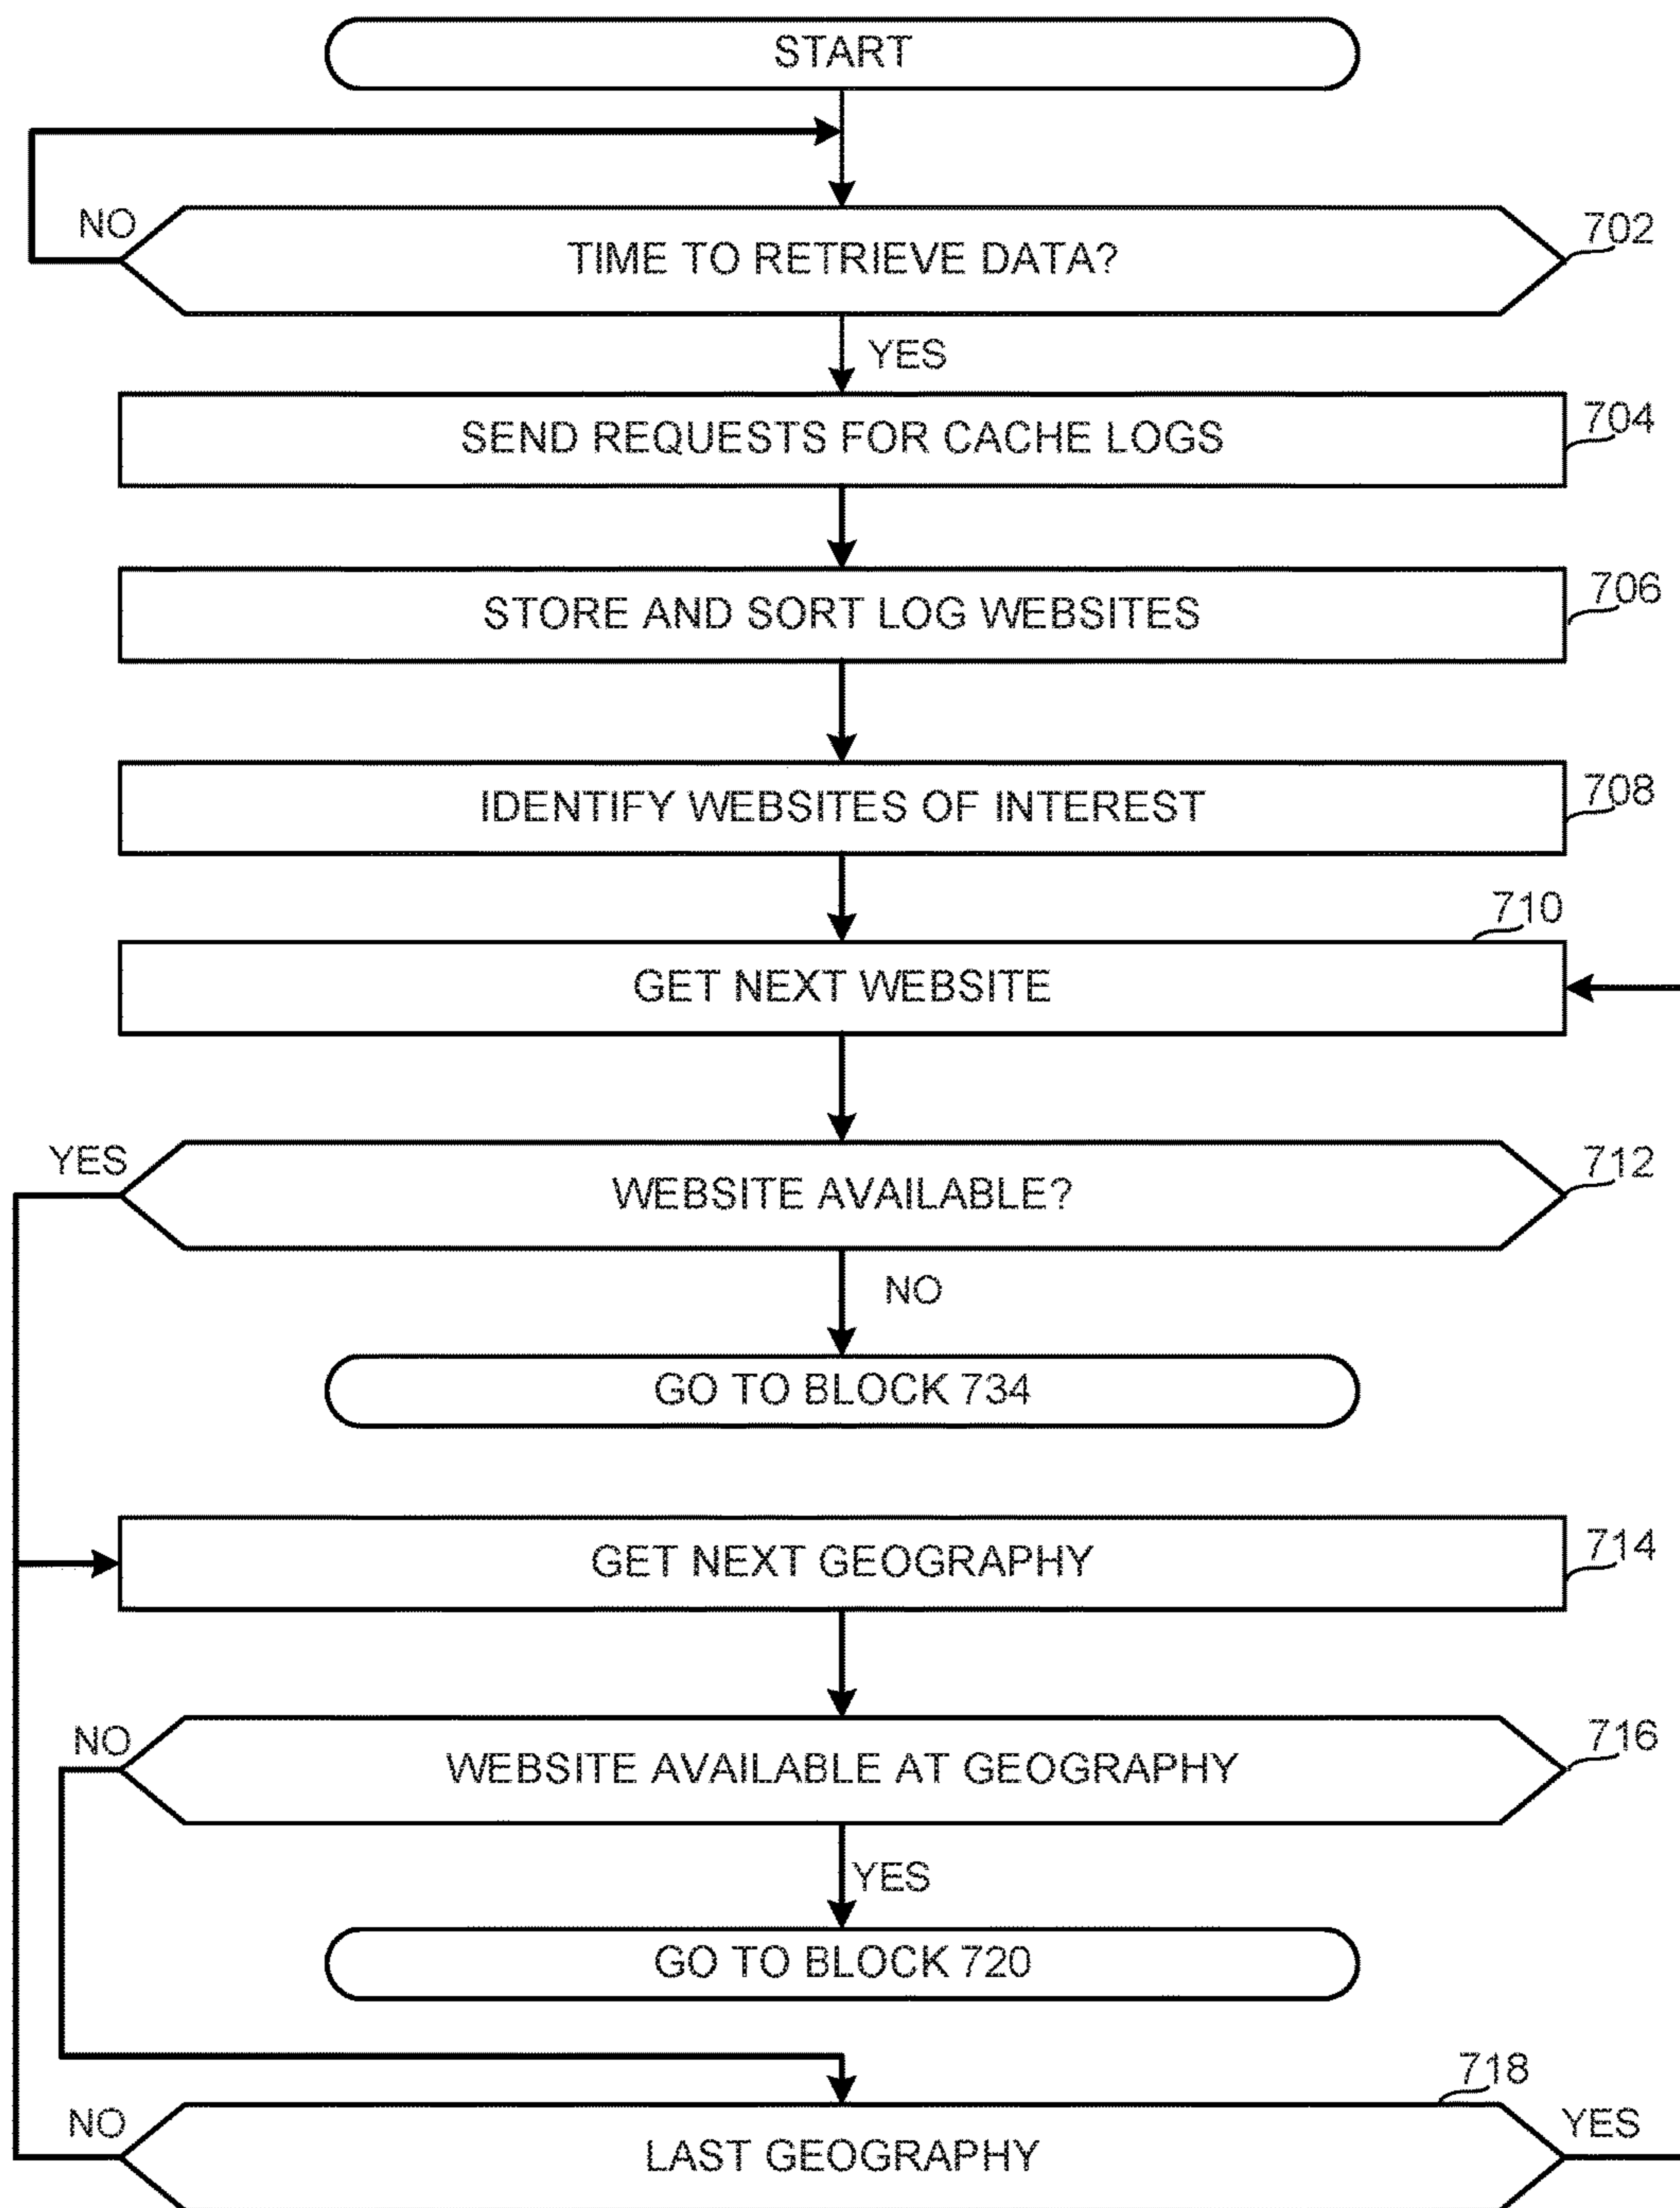 START
NO
TIME TO RETRIEVE DATA?
702
YES
SEND REQUESTS FOR CACHE LOGS
704
STORE AND SORT LOG WEBSITES
706
IDENTIFY WEBSITES OF INTEREST
708
710
GET NEXT WEBSITE
YES
WEBSITE AVAILABLE?
712
NO
GO TO BLOCK 734
GET NEXT GEOGRAPHY
714
NO
WEBSITE AVAILABLE AT GEOGRAPHY
716
YES
GO TO BLOCK 720
718
NO
LAST GEOGRAPHY
YES